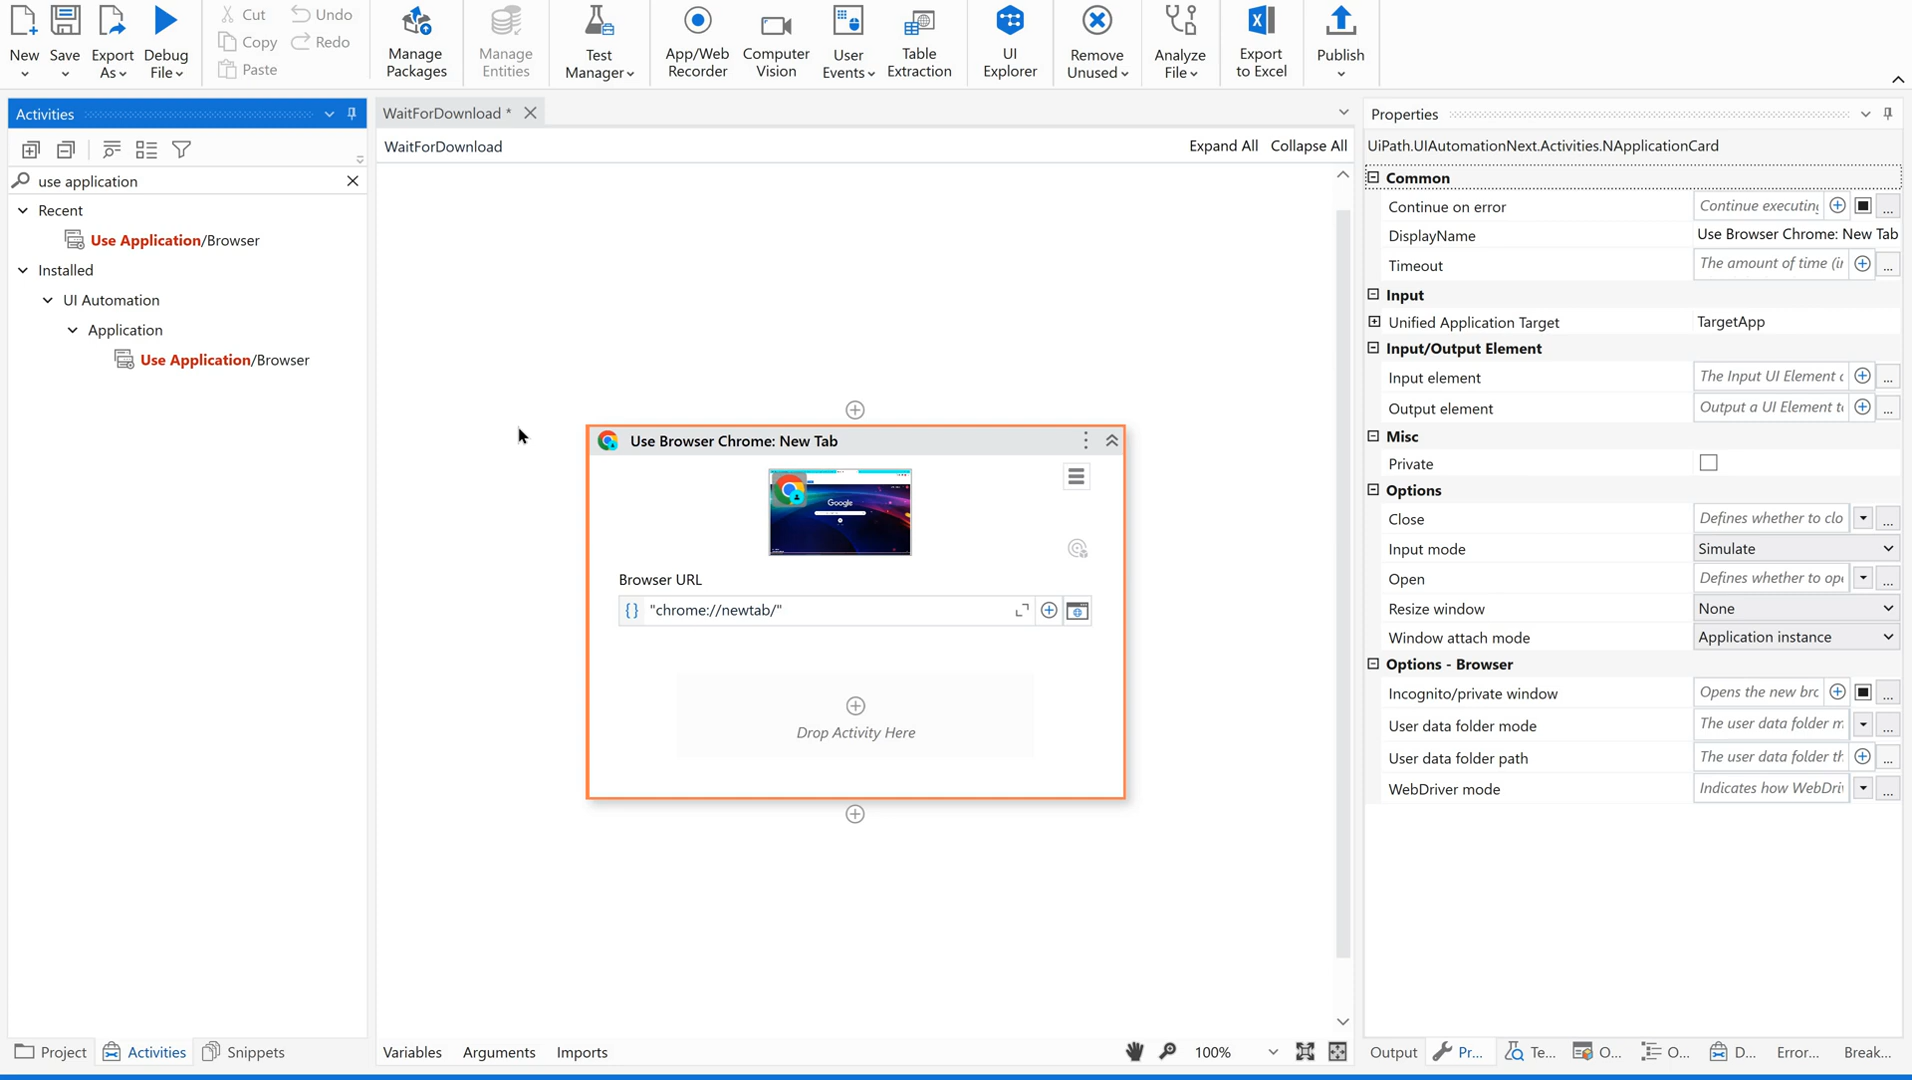 New
Save
Export As
Debug File
Cut
Copy
Paste
Undo
Redo
Manage Packages
Manage Entities
Test Manager
App/Web Recorder
Computer Vision
User Events
Table Extraction
UI Explorer
Remove Unused
Analyze File
Export to Excel
Publish
Activities
use application
Recent
Use Application/Browser
Installed
UI Automation
Application
Use Application/Browser
Project
Activities
Snippets
WaitForDownload *
WaitForDownload
Expand All
Collapse All
Use Browser Chrome: New Tab
Google
Browser URL
{} "chrome://newtab/"
Drop Activity Here
Variables
Arguments
Imports
100%
Properties
UiPath.UIAutomationNext.Activities.NApplicationCard
Common
Continue on error
Continue executing
...
DisplayName
Use Browser Chrome: New Tab
Timeout
The amount of time (in
...
Input
Unified Application Target
TargetApp
Input/Output Element
Input element
The Input UI Element
...
Output element
Output a UI Element
...
Misc
Private
Options
Close
Defines whether to clo
...
Input mode
Simulate
Open
Defines whether to ope
...
Resize window
None
Window attach mode
Application instance
Options - Browser
Incognito/private window
Opens the new bro
...
User data folder mode
The user data folder m
...
User data folder path
The user data folder th
...
WebDriver mode
Indicates how WebDri
...
Output
Pr...
Te...
O...
O...
D...
Error...
Break...